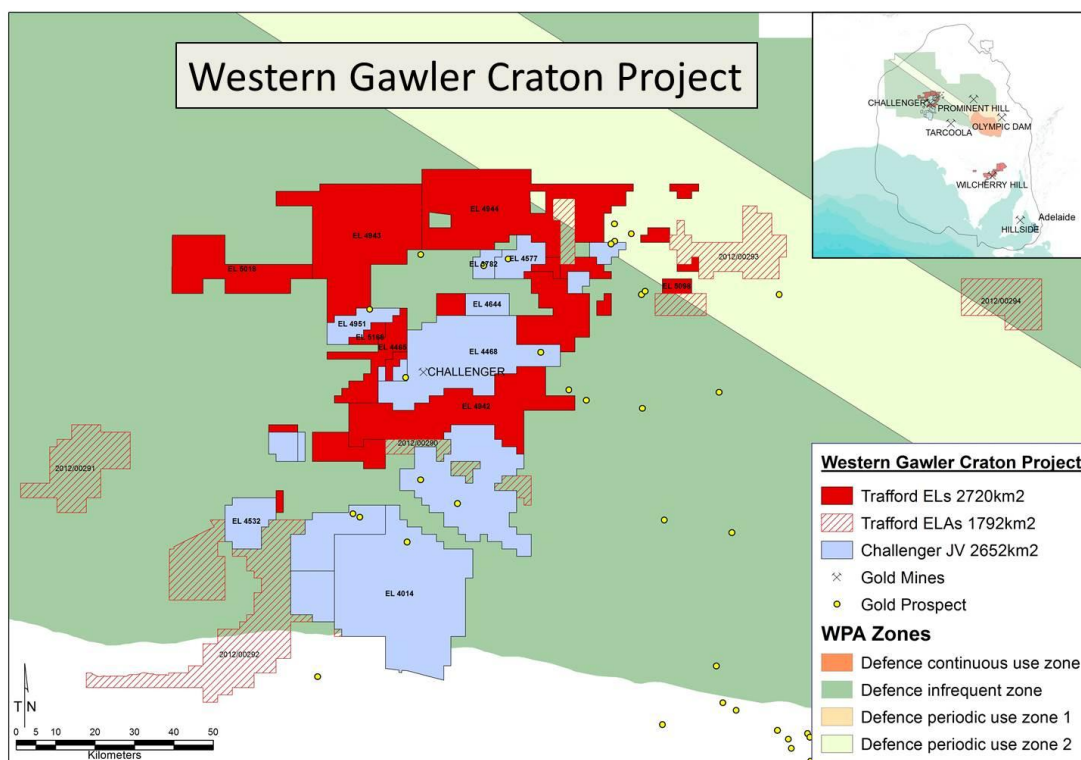 Western Gawler Craton Project
CHALLENGER
PROMINENT HILL
OLYMPIC DAM
TARCOOLA
WILCHERRY HILL
Adelaide
HILLSIDE
EL 4944
EL 4943
EL 5018
EL 4577
2012/00293
2012/00294
EL 4644
EL 4951
EL 4468
CHALLENGER
EL 4942
2012/00290
2012/00291
EL 4532
EL 4014
2012/00292
Western Gawler Craton Project
Trafford ELs 2720km2
Trafford ELAs 1792km2
Challenger JV 2652km2
Gold Mines
Gold Prospect
WPA Zones
Defence continuous use zone
Defence infrequent zone
Defence periodic use zone 1
Defence periodic use zone 2
T N
0 5 10 20 30 40 50
Kilometers